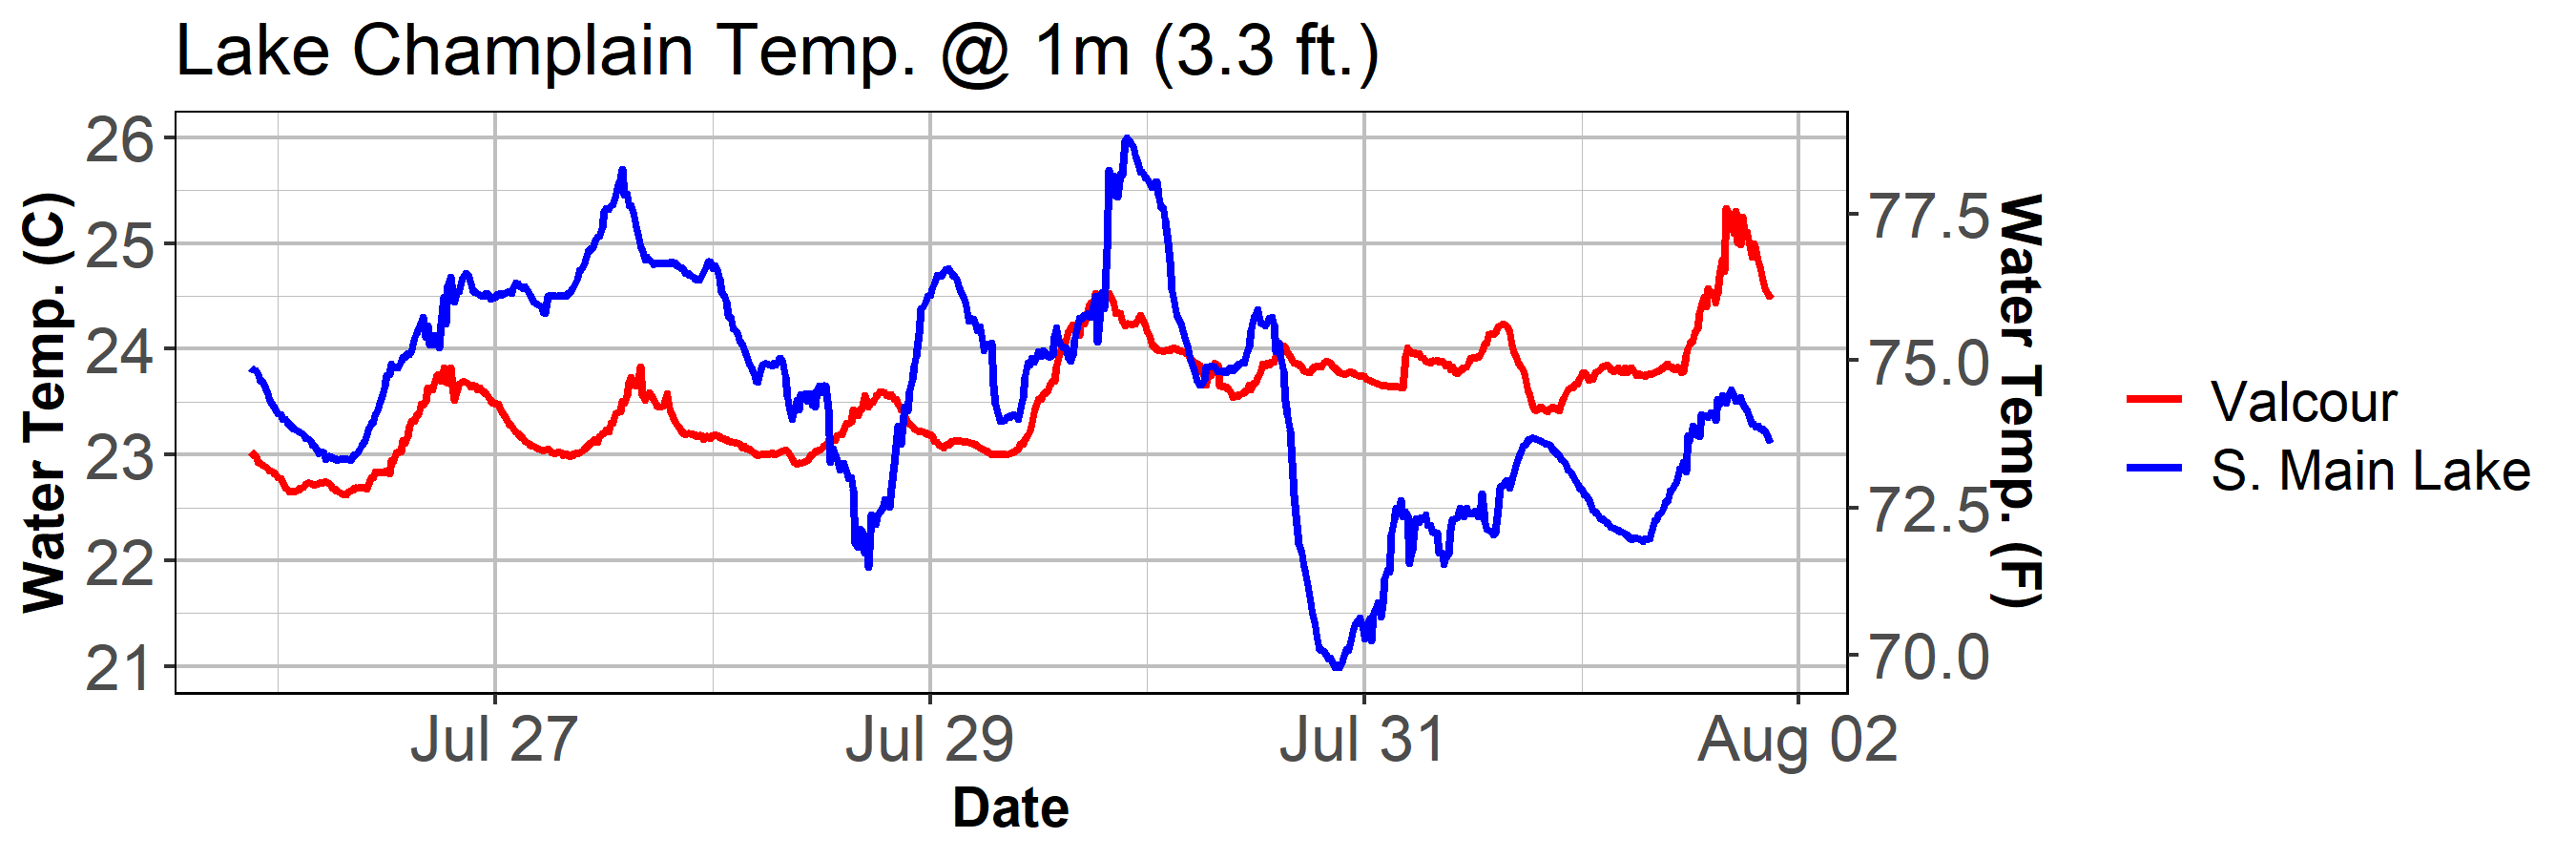 Lake Champlain Temp. @ 1m (3.3 ft.)
Water Temp. (C)
26
25
24
23
22
21
77.5
75.0
72.5
70.0
Water Temp. (F)
Jul 27
Jul 29
Jul 31
Aug 02
Date
Valcour
S. Main Lake